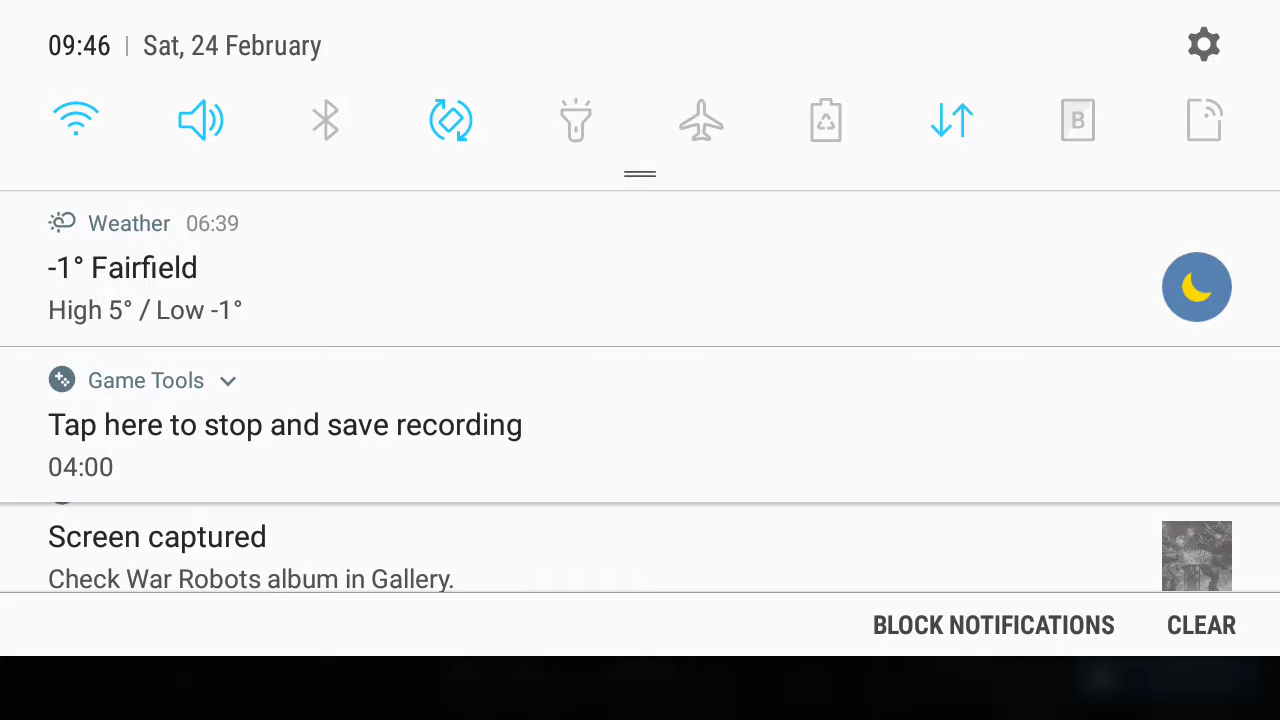 09:46 | Sat, 24 February
B
Weather 06:39
-1° Fairfield
High 5° / Low -1°
Game Tools
Tap here to stop and save recording
04:00
Screen captured
Check War Robots album in Gallery.
BLOCK NOTIFICATIONS CLEAR